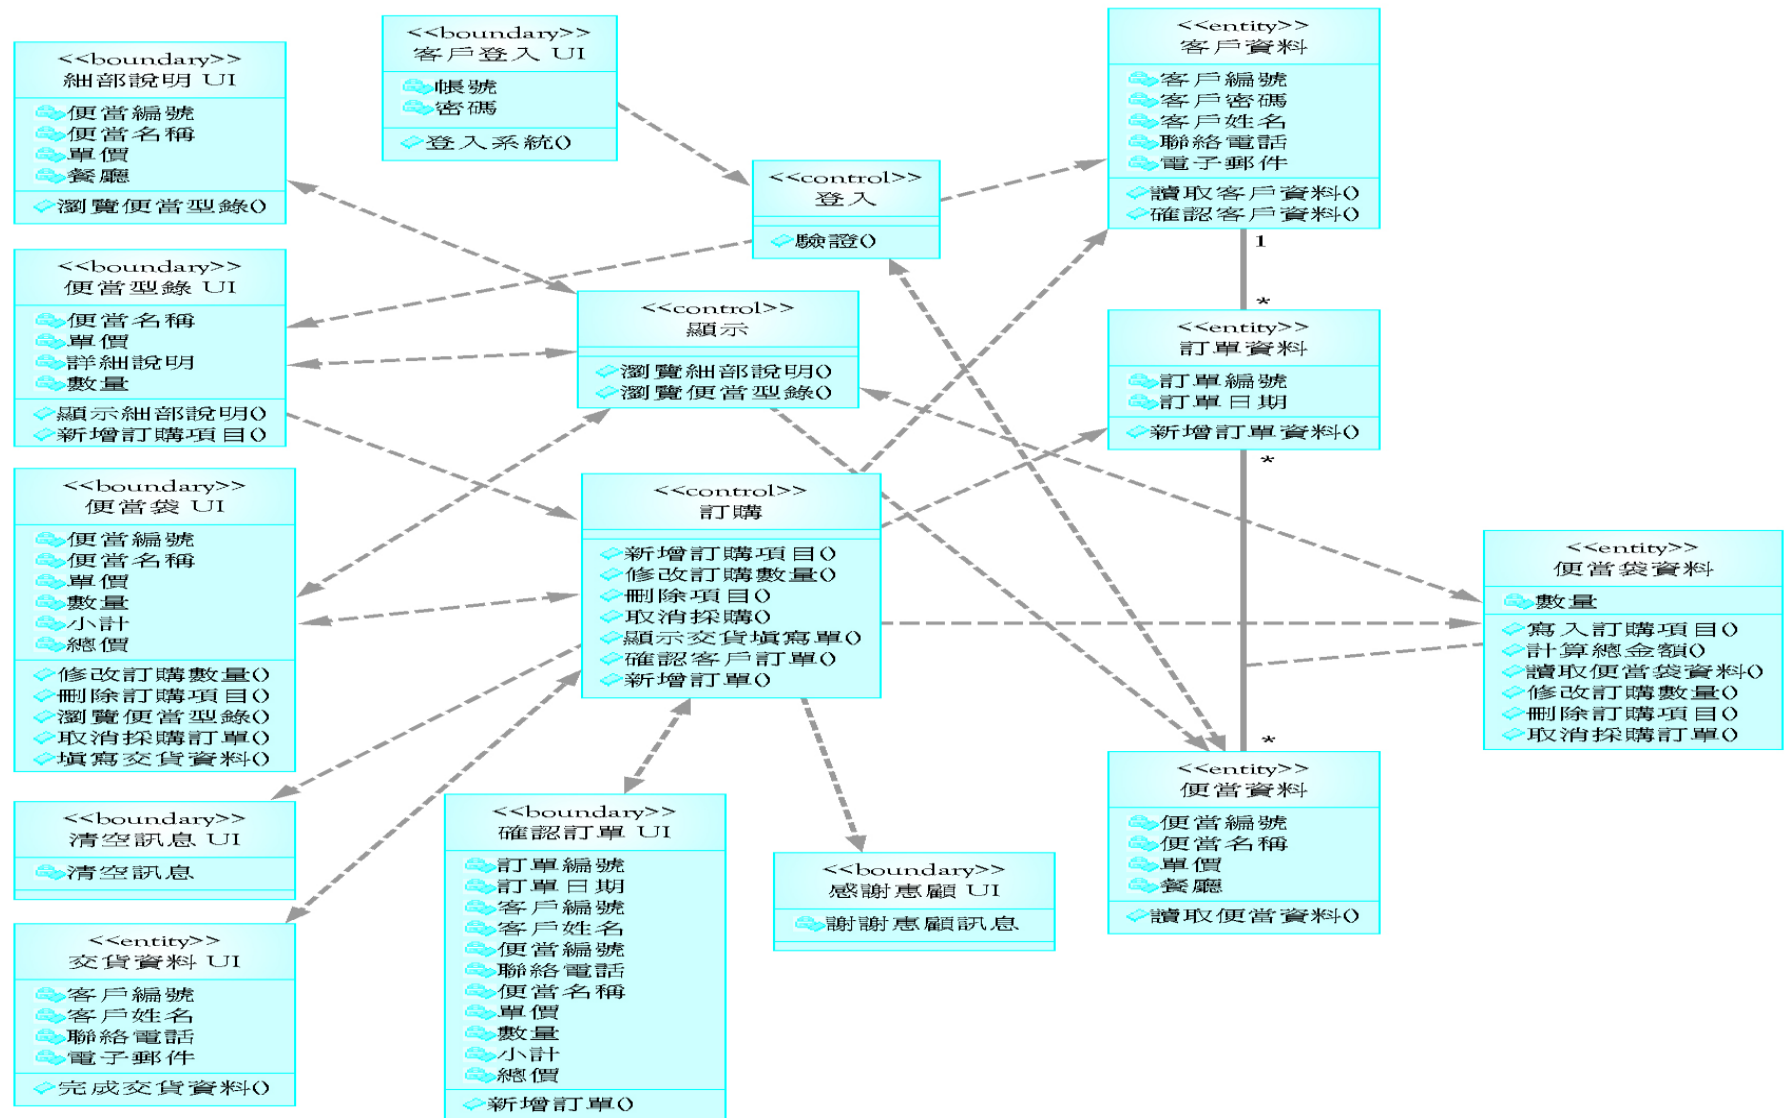 <<boundary>>
細部說明 UI
便當編號
便當名稱
單價
餐廳
瀏覽便當型錄()
<<boundary>>
客戶登入 UI
帳號
密碼
登入系統()
<<entity>>
客戶資料
客戶編號
客戶密碼
客戶姓名
聯絡電話
電子郵件
讀取客戶資料()
確認客戶資料()
1
*
<<control>>
登入
驗證()
<<boundary>>
便當型錄 UI
便當名稱
單價
詳細說明
數量
顯示細部說明()
新增訂購項目()
<<control>>
顯示
瀏覽細部說明()
瀏覽便當型錄()
<<entity>>
訂單資料
訂單編號
訂單日期
新增訂單資料()
*
*
<<boundary>>
便當袋 UI
便當編號
便當名稱
單價
數量
小計
總價
修改訂購數量()
刪除訂購項目()
瀏覽便當型錄()
取消採購訂單()
填寫交貨資料()
<<control>>
訂購
新增訂購項目()
修改訂購數量()
刪除項目()
取消採購()
顯示交貨填寫單()
確認客戶訂單()
新增訂單()
<<entity>>
便當袋資料
數量
寫入訂購項目()
計算總金額()
讀取便當袋資料()
修改訂購數量()
刪除訂購項目()
取消採購訂單()
<<entity>>
便當資料
便當編號
便當名稱
單價
餐廳
讀取便當資料()
<<boundary>>
清空訊息 UI
清空訊息
<<boundary>>
確認訂單 UI
訂單編號
訂單日期
客戶編號
客戶姓名
便當編號
聯絡電話
便當名稱
單價
數量
小計
總價
新增訂單()
<<boundary>>
感謝惠顧 UI
謝謝惠顧訊息
<<entity>>
交貨資料 UI
客戶編號
客戶姓名
聯絡電話
電子郵件
完成交貨資料()